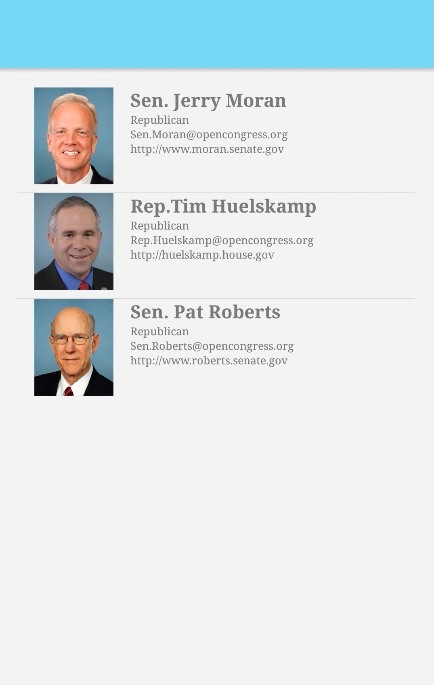 Sen. Jerry Moran
Republican
Sen.Moran@opencongress.org
http://www.moran.senate.gov
Rep.Tim Huelskamp
Republican
Rep.Huelskamp@opencongress.org
http://huelskamp.house.gov
Sen. Pat Roberts
Republican
Sen.Roberts@opencongress.org
http://www.roberts.senate.gov